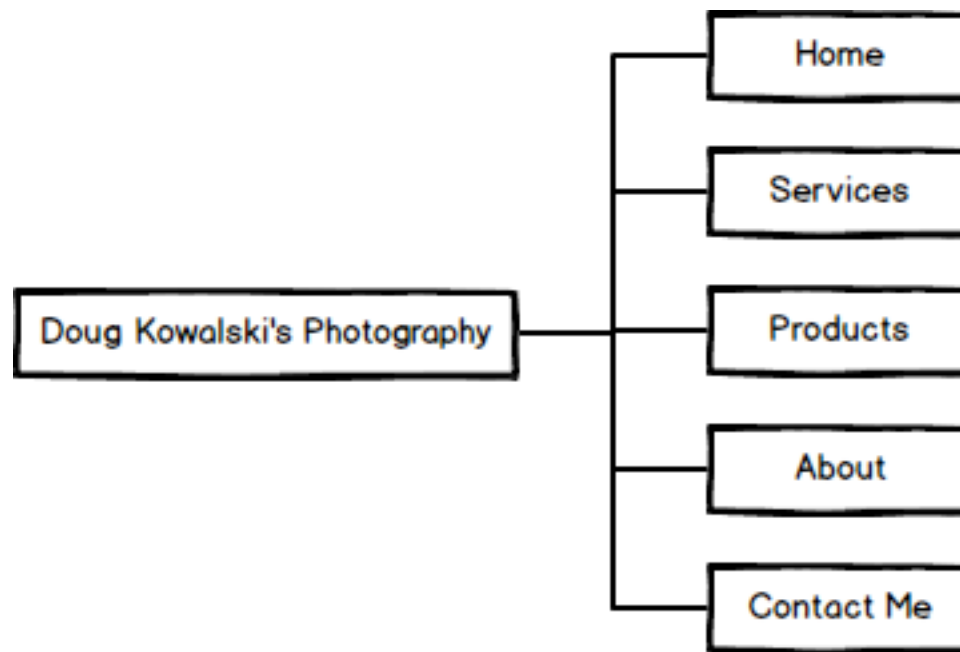 Home
Services
Doug Kowalski's Photography
Products
About
Contact Me